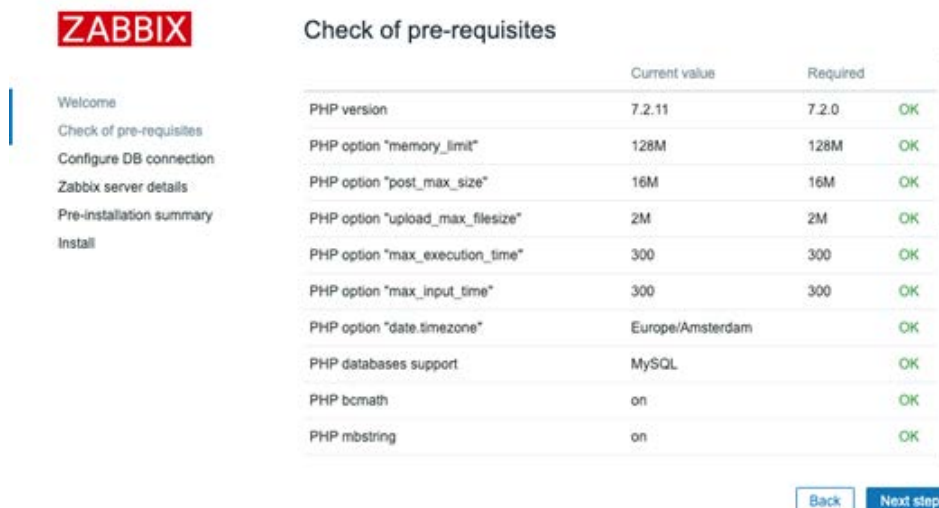 ZABBIX
Welcome
Check of pre-requisites
Configure DB connection
Zabbix server details
Pre-installation summary
Install
Check of pre-requisites
Current value Required
PHP version 7.2.11 7.2.0 OK
PHP option "memory_limit" 128M 128M OK
PHP option "post_max_size" 16M 16M OK
PHP option "upload_max_filesize" 2M 2M OK
PHP option "max_execution_time" 300 300 OK
PHP option "max_input_time" 300 300 OK
PHP option "date.timezone" Europe/Amsterdam OK
PHP databases support MySQL OK
PHP bcmath on OK
PHP mbstring on OK
Back Next step